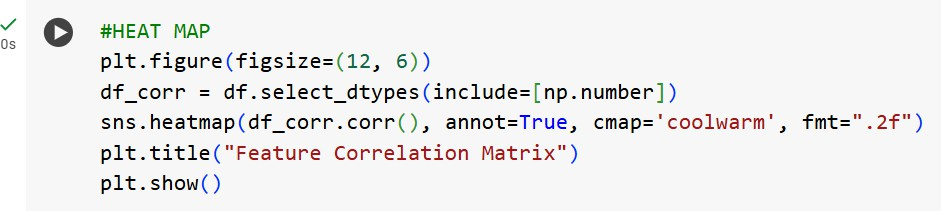 #HEAT MAP
0s
plt.figure(figsize=(12, 6))
df_corr = df.select_dtypes(include=[np.number])
sns.heatmap(df_corr.corr(), annot=True, cmap='coolwarm', fmt=".2f")
plt.title("Feature Correlation Matrix")
plt.show()